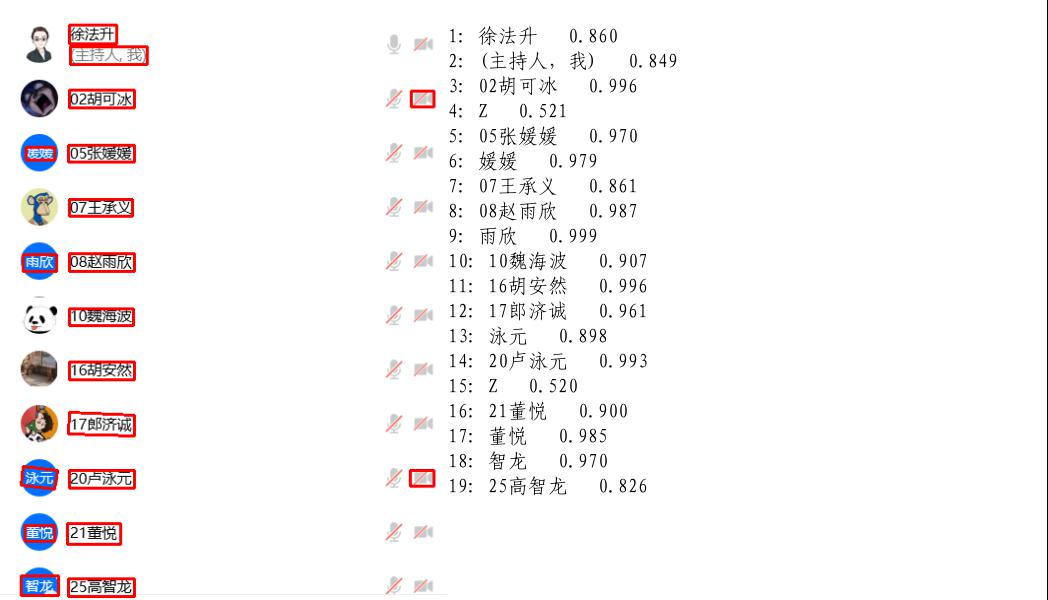 徐法升
(主持人, 我)
02胡可冰
媛媛 05张媛媛
07王承义
雨欣 08赵雨欣
10魏海波
16胡安然
17郎济诚
泳元 20卢泳元
董悦 21董悦
智龙 25高智龙
1: 徐法升 0.860
2: (主持人, 我) 0.849
3: 02胡可冰 0.996
4: Z 0.521
5: 05张媛媛 0.970
6: 媛媛 0.979
7: 07王承义 0.861
8: 08赵雨欣 0.987
9: 雨欣 0.999
10: 10魏海波 0.907
11: 16胡安然 0.996
12: 17郎济诚 0.961
13: 泳元 0.898
14: 20卢泳元 0.993
15: Z 0.520
16: 21董悦 0.900
17: 董悦 0.985
18: 智龙 0.970
19: 25高智龙 0.826